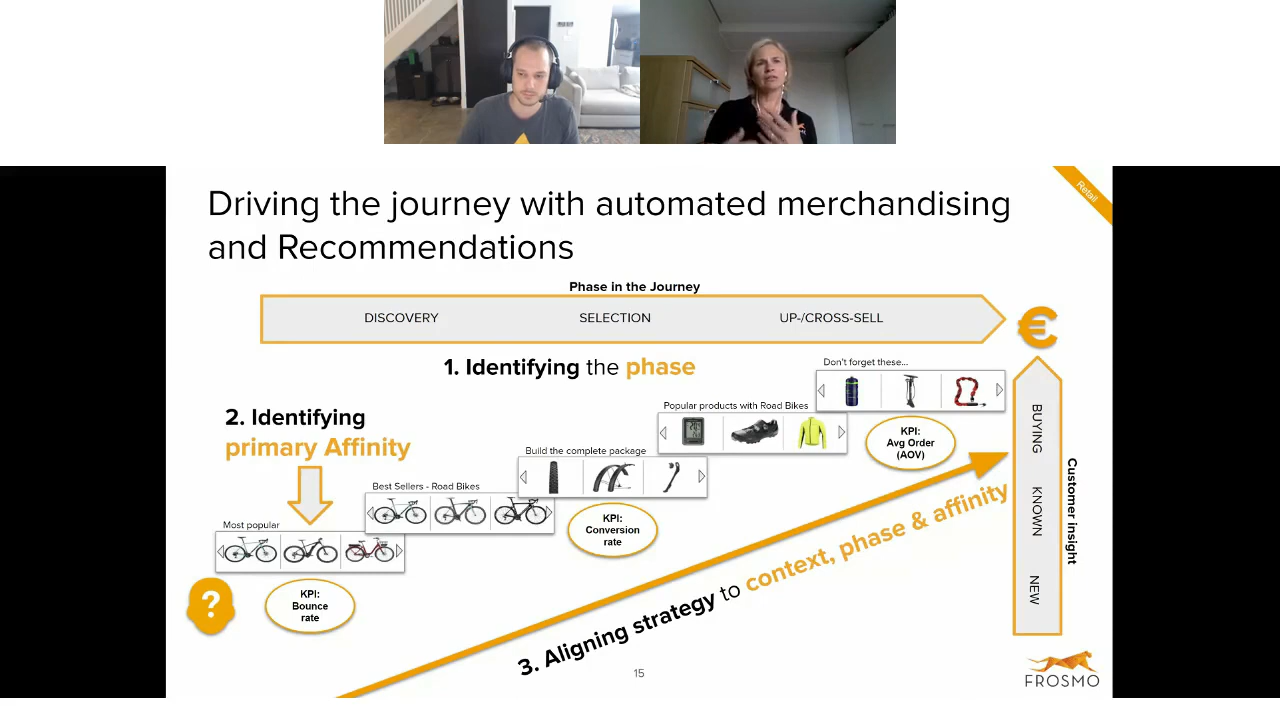 Driving the journey with automated merchandising
and Recommendations
Retail
Phase in the Journey
DISCOVERY
SELECTION
UP-/CROSS-SELL
€
1. Identifying the phase
Don't forget these...
2. Identifying
primary Affinity
Popular products with Road Bikes
KPI:
Avg Order
(AOV)
Build the complete package
KPI:
Conversion
rate
Best Sellers - Road Bikes
Most popular
?
KPI:
Bounce
rate
3. Aligning strategy to context, phase & affinity
BUYING
KNOWN
NEW
Customer insight
15
FROSMO